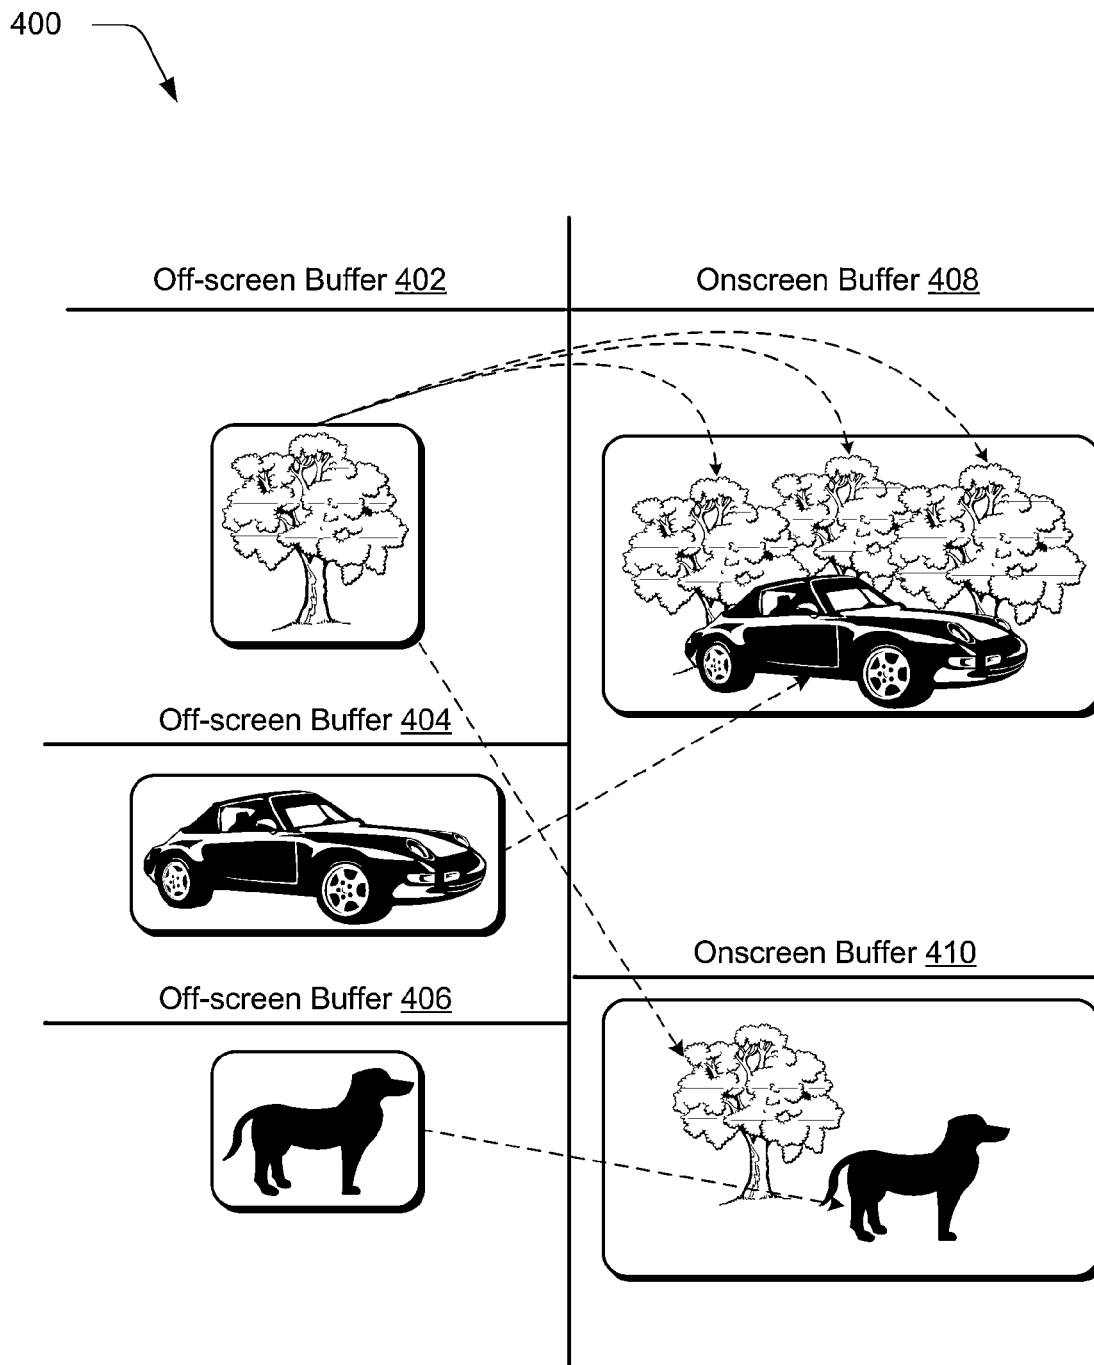 400
Off-screen Buffer 402
Onscreen Buffer 408
Off-screen Buffer 404
Onscreen Buffer 410
Off-screen Buffer 406